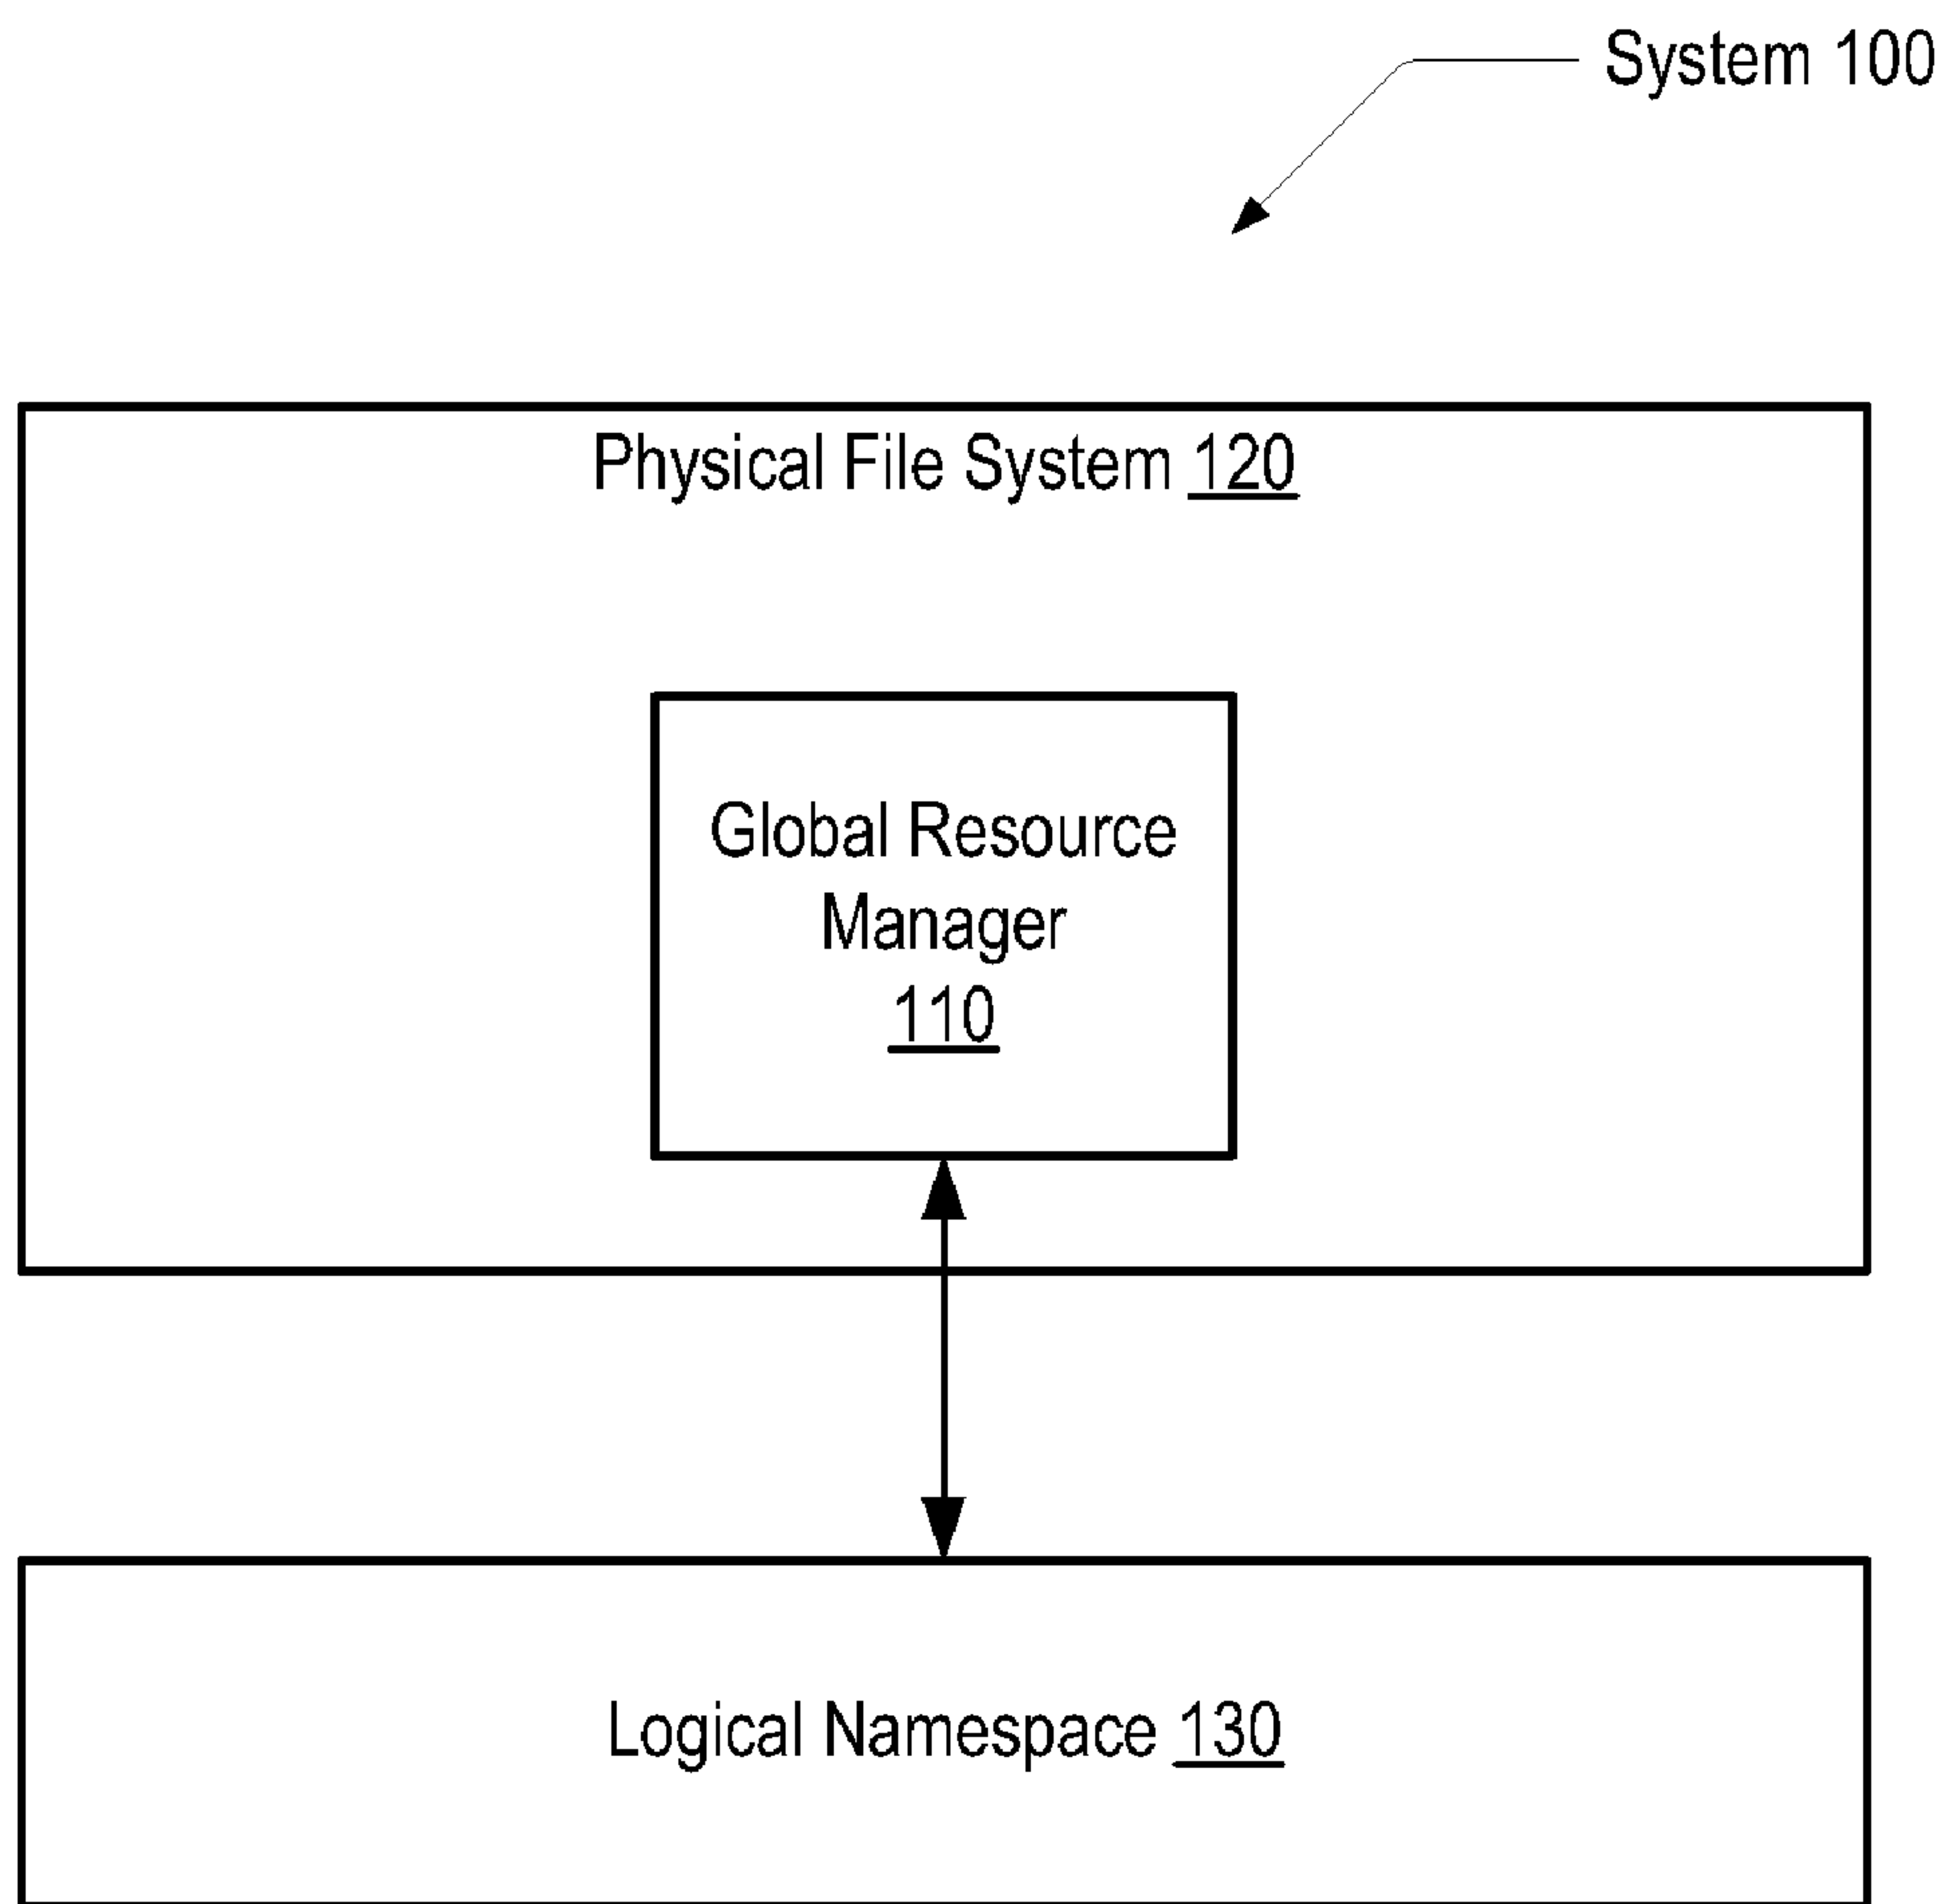 System 100
Physical File System 120
Global Resource
Manager
110
Logical Namespace 130